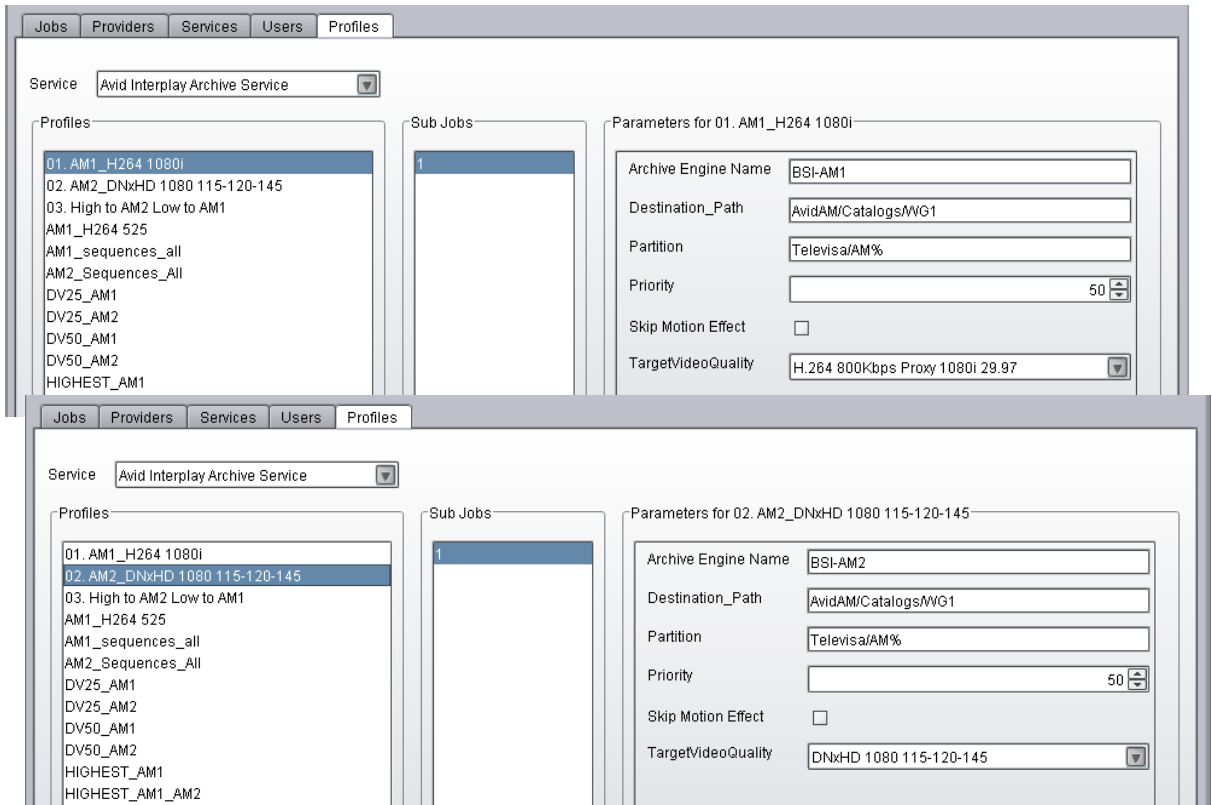 Jobs Providers Services Users Profiles
Service Avid Interplay Archive Service
Profiles
01. AM1_H264 1080i
02. AM2_DNxHD 1080 115-120-145
03. High to AM2 Low to AM1
AM1_H264 525
AM1_sequences_all
AM2_Sequences_All
DV25_AM1
DV25_AM2
DV50_AM1
DV50_AM2
HIGHEST_AM1
Sub Jobs
1
Parameters for 01. AM1_H264 1080i
Archive Engine Name BSI-AM1
Destination_Path AvidAM/Catalogs/WG1
Partition Televisa/AM%
Priority 50
Skip Motion Effect
TargetVideoQuality H.264 800Kbps Proxy 1080i 29.97
Jobs Providers Services Users Profiles
Service Avid Interplay Archive Service
Profiles
01. AM1_H264 1080i
02. AM2_DNxHD 1080 115-120-145
03. High to AM2 Low to AM1
AM1_H264 525
AM1_sequences_all
AM2_Sequences_All
DV25_AM1
DV25_AM2
DV50_AM1
DV50_AM2
HIGHEST_AM1
HIGHEST_AM1_AM2
Sub Jobs
1
Parameters for 02. AM2_DNxHD 1080 115-120-145
Archive Engine Name BSI-AM2
Destination_Path AvidAM/Catalogs/WG1
Partition Televisa/AM%
Priority 50
Skip Motion Effect
TargetVideoQuality DNxHD 1080 115-120-145